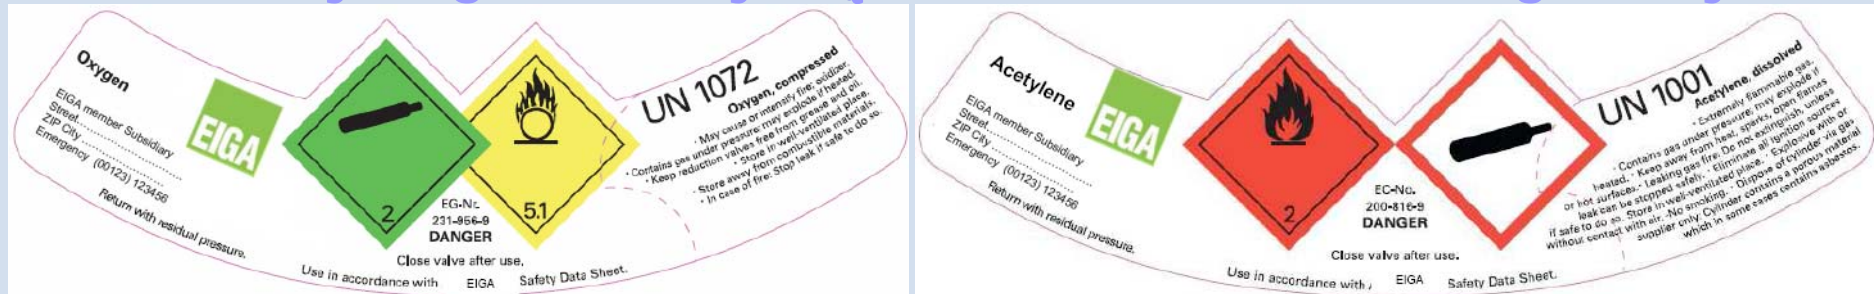 Oxygen
EIGA member Subsidiary
Street
ZIP City
Emergency (00123) 123456
Return with residual pressure.
EIGA
2
5.1
EG-Nr.
231-956-9
DANGER
Close valve after use.
Use in accordance with EIGA Safety Data Sheet.
UN 1072
Oxygen, compressed
· May cause or intensify fire; oxidizer.
· Contains gas under pressure; may explode if heated.
· Keep reduction valves free from grease and oil.
· Store in well-ventilated place.
· Store away from combustible materials.
· In case of fire: Stop leak if safe to do so.
Acetylene
EIGA member Subsidiary
Street
ZIP City
Emergency (00123) 123456
Return with residual pressure.
EIGA
2
EC-No.
200-816-9
DANGER
Close valve after use.
Use in accordance with EIGA Safety Data Sheet.
UN 1001
Acetylene, dissolved
· Extremely flammable gas.
· Contains gas under pressure; may explode if
heated. · Keep away from heat, sparks, open flames
or hot surfaces. · Leaking gas fire: Do not extinguish, unless
leak can be stopped safely. · Eliminate all ignition sources
if safe to do so. Store in well-ventilated place. · Explosive with or
without contact with air. · No smoking. · Dispose of cylinder via gas
supplier only. Cylinder contains a porous material
which in some cases contains asbestos.